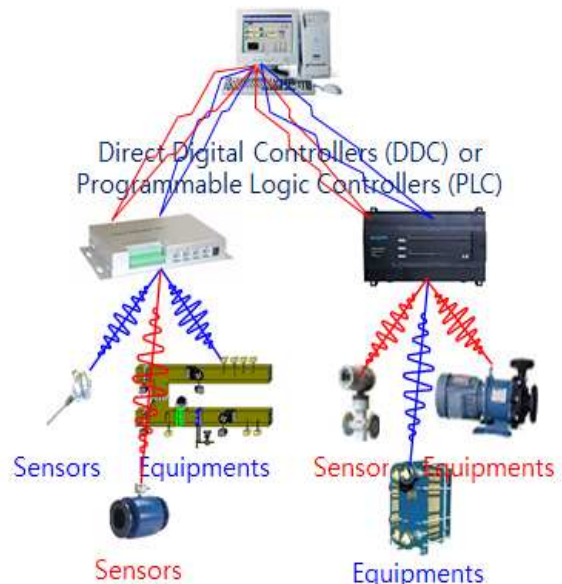 Direct Digital Controllers (DDC) or
Programmable Logic Controllers (PLC)
Sensors Equipments
Sensor Equipments
Sensors
Equipments